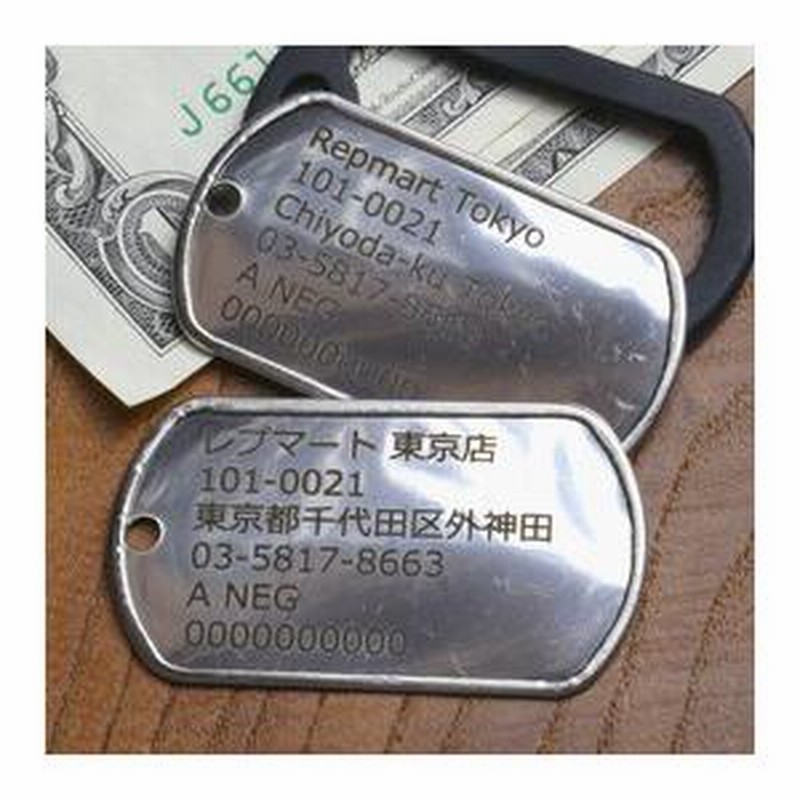 J661
Repmart Tokyo
101-0021
Chiyoda-ku Tokyo
03-5817-
A NEG
レプマート 東京店
101-0021
東京都千代田区外神田
03-5817-8663
A NEG
0000000000